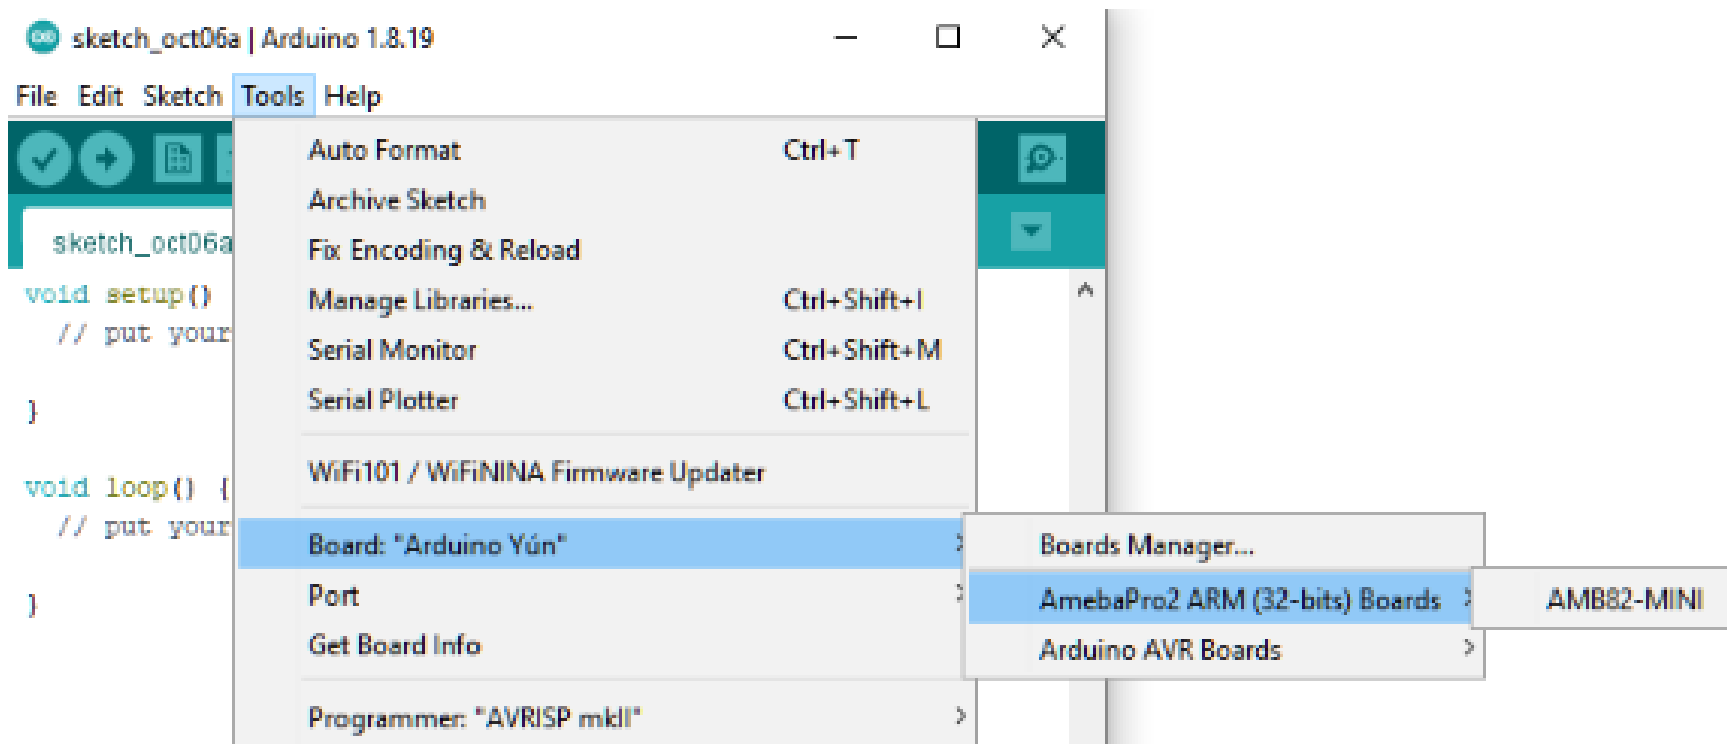 sketch_oct06a | Arduino 1.8.19
File Edit Sketch Tools Help
Auto Format Ctrl+T
Archive Sketch
sketch_oct06a
Fix Encoding & Reload
void setup()
Manage Libraries... Ctrl+Shift+I
// put your
Serial Monitor Ctrl+Shift+M
}
Serial Plotter Ctrl+Shift+L
WiFi101 / WiFiNINA Firmware Updater
void loop() {
// put your
Board: "Arduino Yún"
Boards Manager...
Port
AmebaPro2 ARM (32-bits) Boards
AMB82-MINI
}
Get Board Info
Arduino AVR Boards
Programmer: "AVRISP mkII"